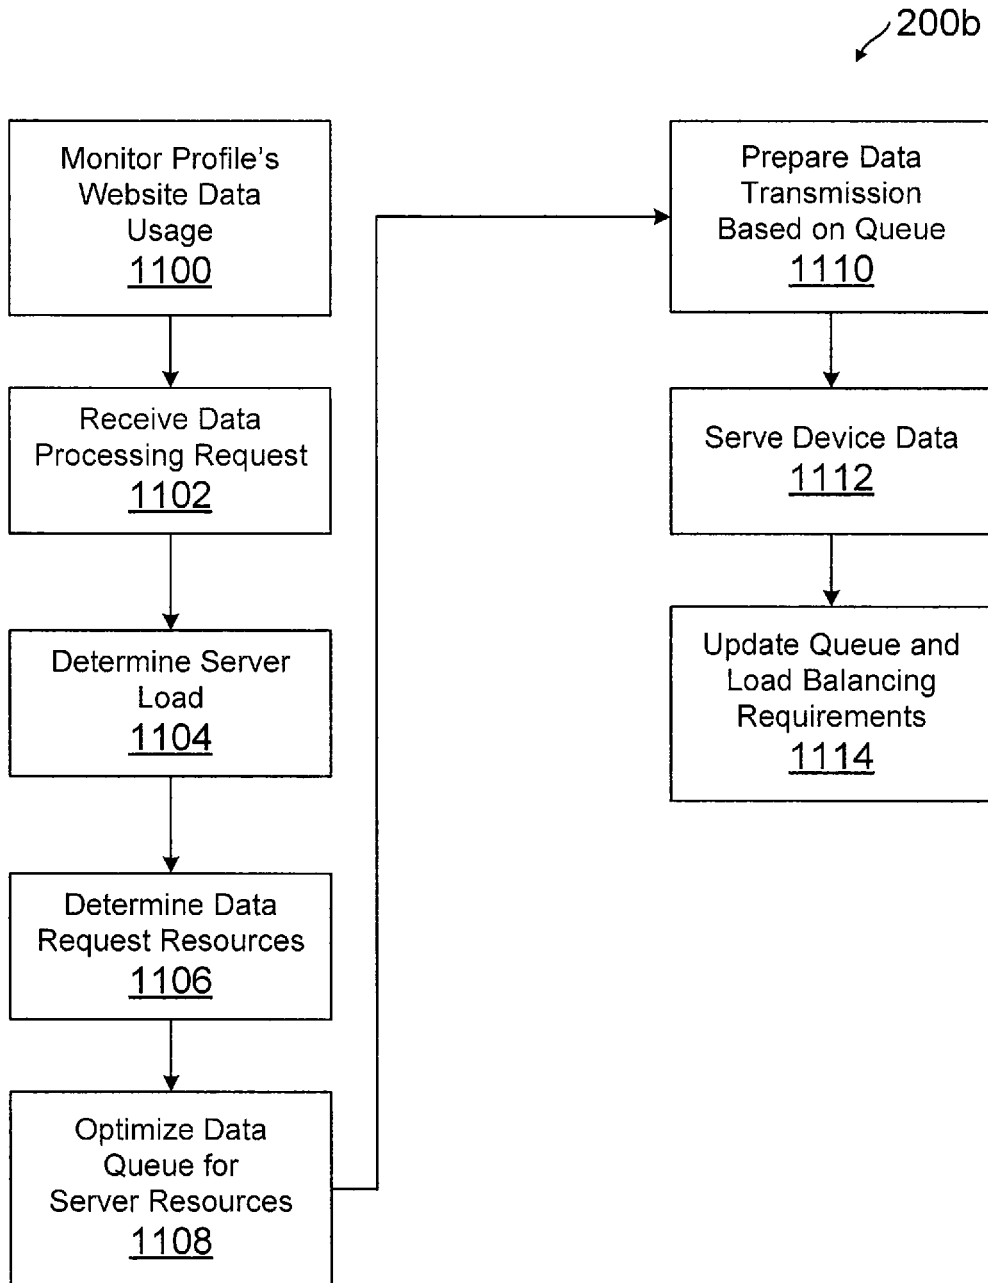 200b
Monitor Profile's
Website Data
Usage
1100
Receive Data
Processing Request
1102
Determine Server
Load
1104
Determine Data
Request Resources
1106
Optimize Data
Queue for
Server Resources
1108
Prepare Data
Transmission
Based on Queue
1110
Serve Device Data
1112
Update Queue and
Load Balancing
Requirements
1114